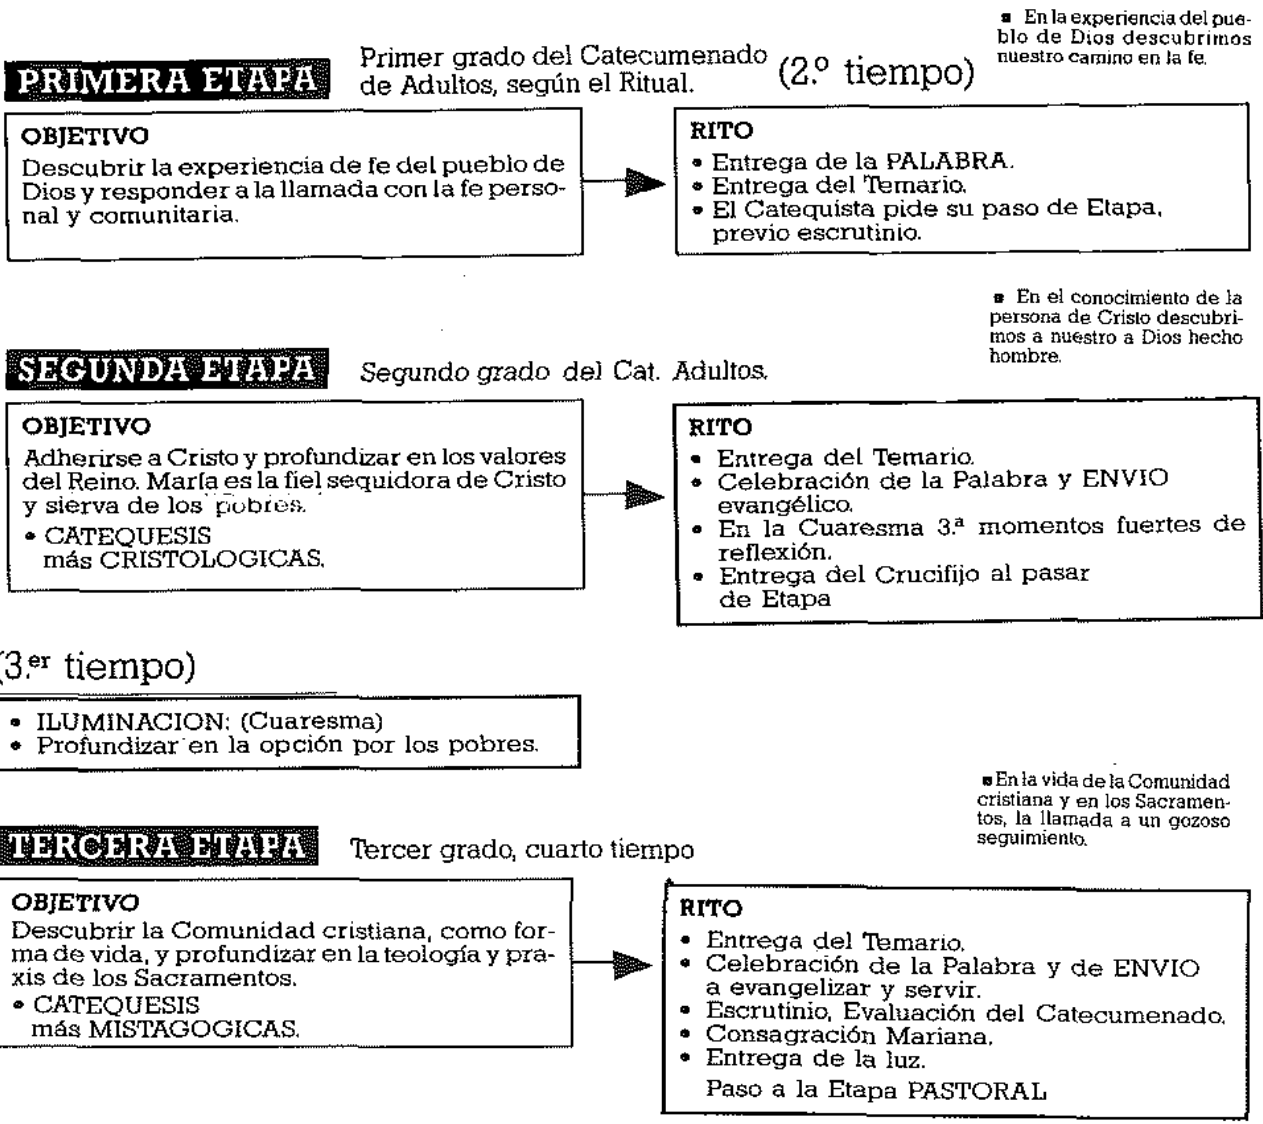 ■ En la experiencia del pue-
blo de Dios descubrimos
nuestro camino en la fe.
PRIMERA ETAPA
Primer grado del Catecumenado
de Adultos, según el Ritual.
(2.º tiempo)
OBJETIVO
Descubrir la experiencia de fe del pueblo de
Dios y responder a la llamada con la fe perso-
nal y comunitaria.
RITO
• Entrega de la PALABRA.
• Entrega del Temario.
• El Catequista pide su paso de Etapa,
previo escrutinio.
■ En el conocimiento de la
persona de Cristo descubri-
mos a nuestro a Dios hecho
hombre.
SEGUNDA ETAPA
Segundo grado del Cat. Adultos.
OBJETIVO
Adherirse a Cristo y profundizar en los valores
del Reino. María es la fiel seguidora de Cristo
y sierva de los pobres.
• CATEQUESIS
más CRISTOLOGICAS.
RITO
• Entrega del Temario.
• Celebración de la Palabra y ENVIO
evangélico.
• En la Cuaresma 3.ª momentos fuertes de
reflexión.
• Entrega del Crucifijo al pasar
de Etapa
(3.er tiempo)
• ILUMINACION: (Cuaresma)
• Profundizar en la opción por los pobres.
■ En la vida de la Comunidad
cristiana y en los Sacramen-
tos, la llamada a un gozoso
seguimiento.
TERCERA ETAPA
Tercer grado, cuarto tiempo
OBJETIVO
Descubrir la Comunidad cristiana, como for-
ma de vida, y profundizar en la teología y pra-
xis de los Sacramentos.
• CATEQUESIS
más MISTAGOGICAS.
RITO
• Entrega del Temario.
• Celebración de la Palabra y de ENVIO
a evangelizar y servir.
• Escrutinio, Evaluación del Catecumenado.
• Consagración Mariana.
• Entrega de la luz.
Paso a la Etapa PASTORAL